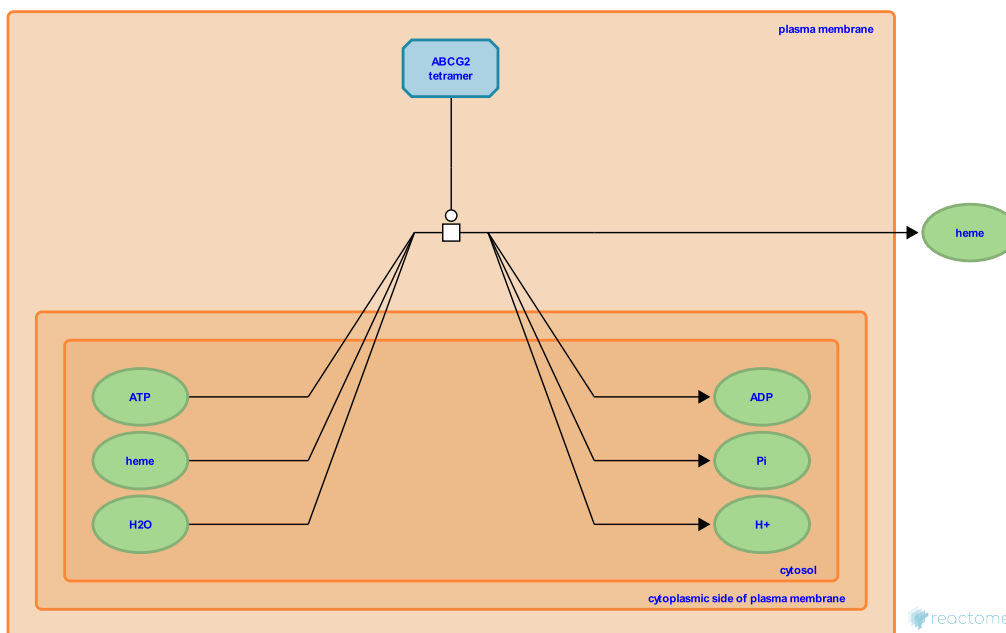 plasma membrane
ABCG2
tetramer
heme
ATP
ADP
heme
Pi
H2O
H+
cytosol
cytoplasmic side of plasma membrane
reactome